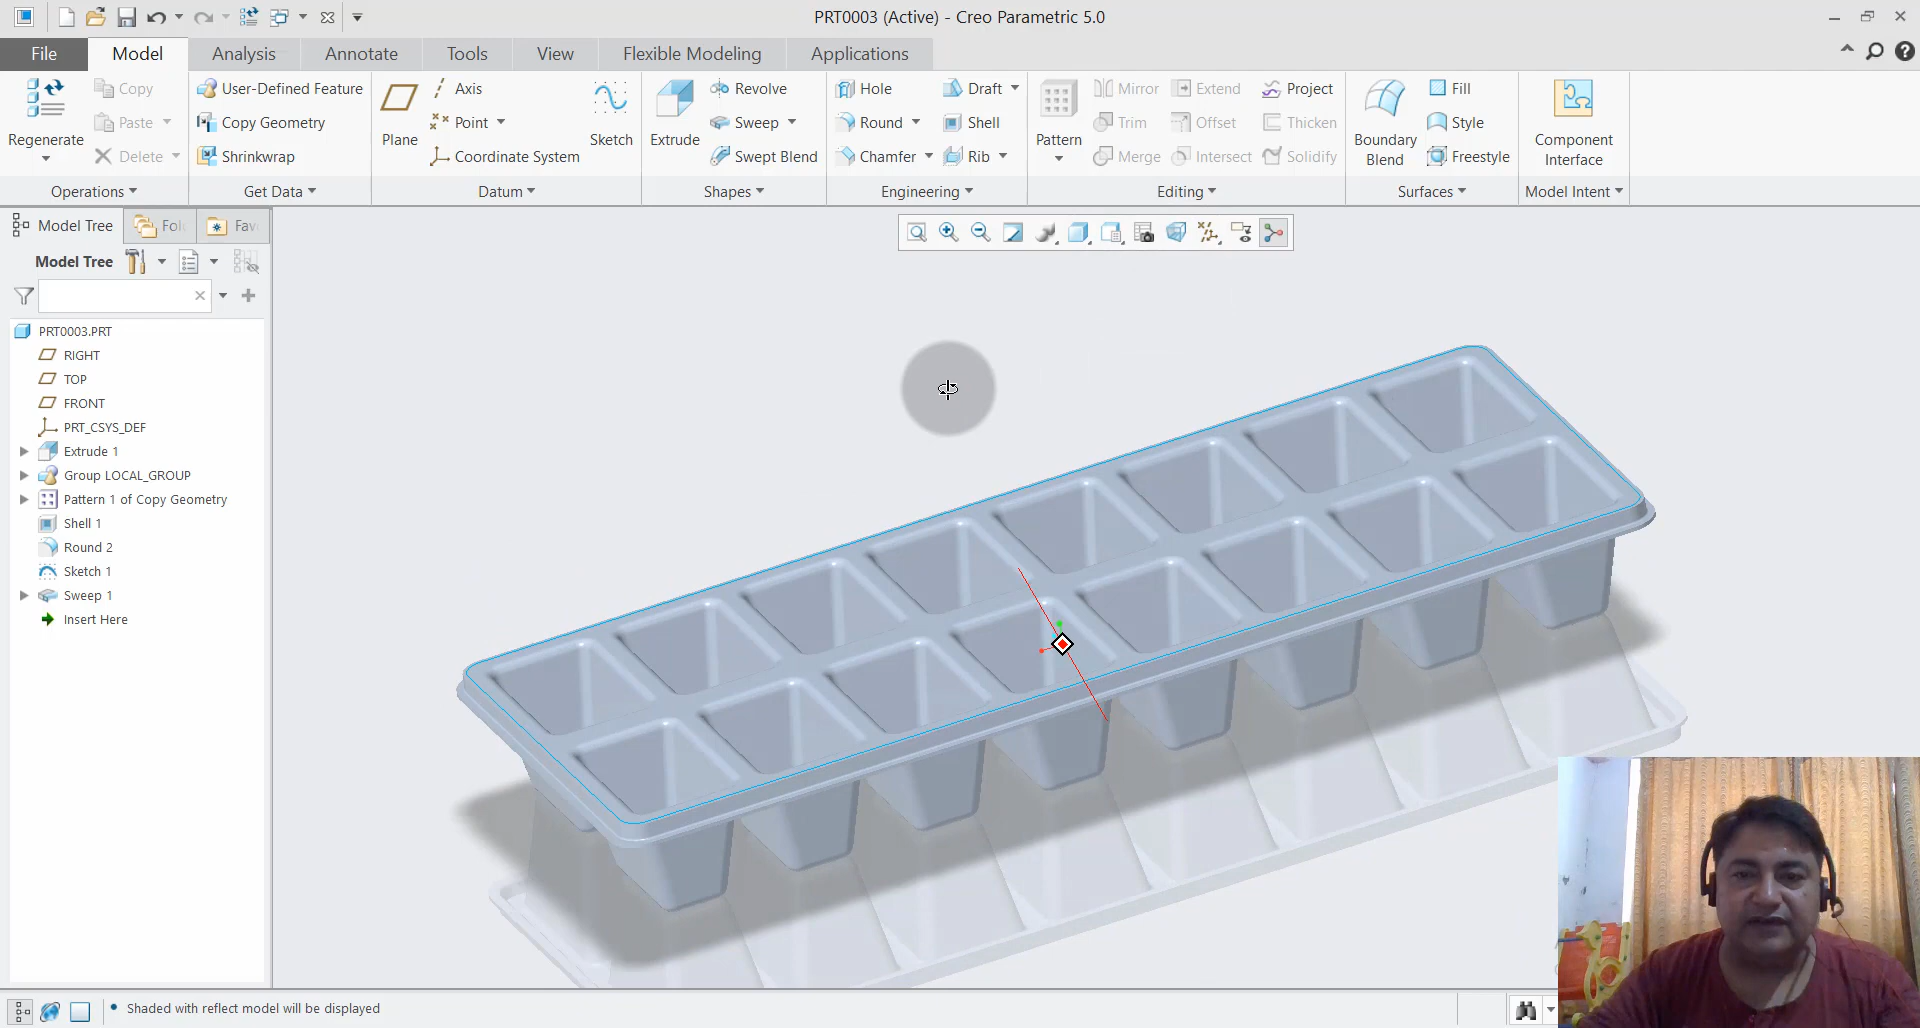 PRT0003 (Active) - Creo Parametric 5.0
File Model Analysis Annotate Tools View Flexible Modeling Applications
Regenerate
Copy
Paste
Delete
Operations
User-Defined Feature
Copy Geometry
Shrinkwrap
Get Data
Plane
Axis
Point
Coordinate System
Sketch
Datum
Extrude
Revolve
Sweep
Swept Blend
Shapes
Hole
Round
Chamfer
Draft
Shell
Rib
Engineering
Pattern
Mirror
Trim
Merge
Extend
Offset
Intersect
Project
Thicken
Solidify
Editing
Boundary
Blend
Fill
Style
Freestyle
Surfaces
Component
Interface
Model Intent
Model Tree Fol Fav
Model Tree
PRT0003.PRT
RIGHT
TOP
FRONT
PRT_CSYS_DEF
Extrude 1
Group LOCAL_GROUP
Pattern 1 of Copy Geometry
Shell 1
Round 2
Sketch 1
Sweep 1
Insert Here
Shaded with reflect model will be displayed